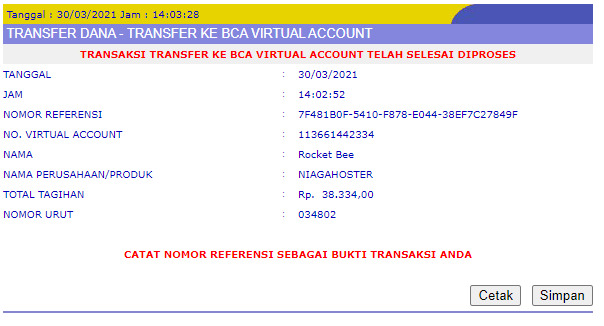 Tanggal : 30/03/2021 Jam : 14:03:28
TRANSFER DANA - TRANSFER KE BCA VIRTUAL ACCOUNT
TRANSAKSI TRANSFER KE BCA VIRTUAL ACCOUNT TELAH SELESAI DIPROSES
TANGGAL : 30/03/2021
JAM : 14:02:52
NOMOR REFERENSI : 7F481B0F-5410-F878-E044-38EF7C27849F
NO. VIRTUAL ACCOUNT : 113661442334
NAMA : Rocket Bee
NAMA PERUSAHAAN/PRODUK : NIAGAHOSTER
TOTAL TAGIHAN : Rp. 38.334,00
NOMOR URUT : 034802
CATAT NOMOR REFERENSI SEBAGAI BUKTI TRANSAKSI ANDA
Cetak Simpan